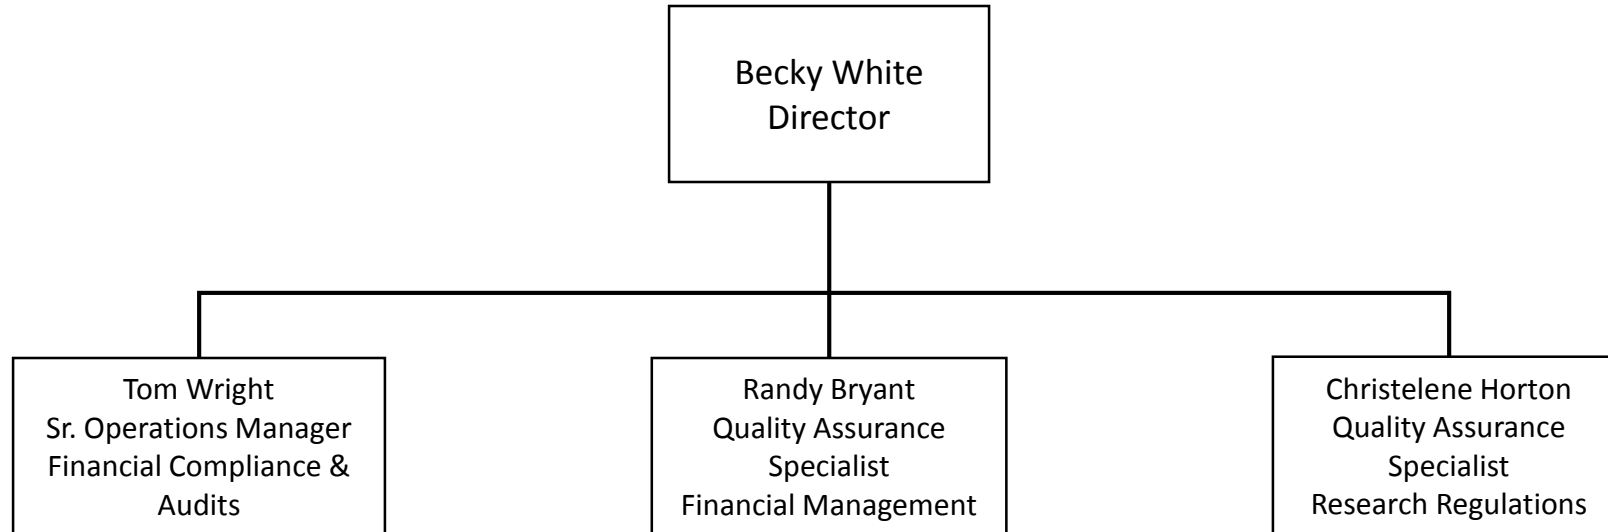 Becky White
Director
Tom Wright
Sr. Operations Manager
Financial Compliance &
Audits
Randy Bryant
Quality Assurance
Specialist
Financial Management
Christelene Horton
Quality Assurance
Specialist
Research Regulations